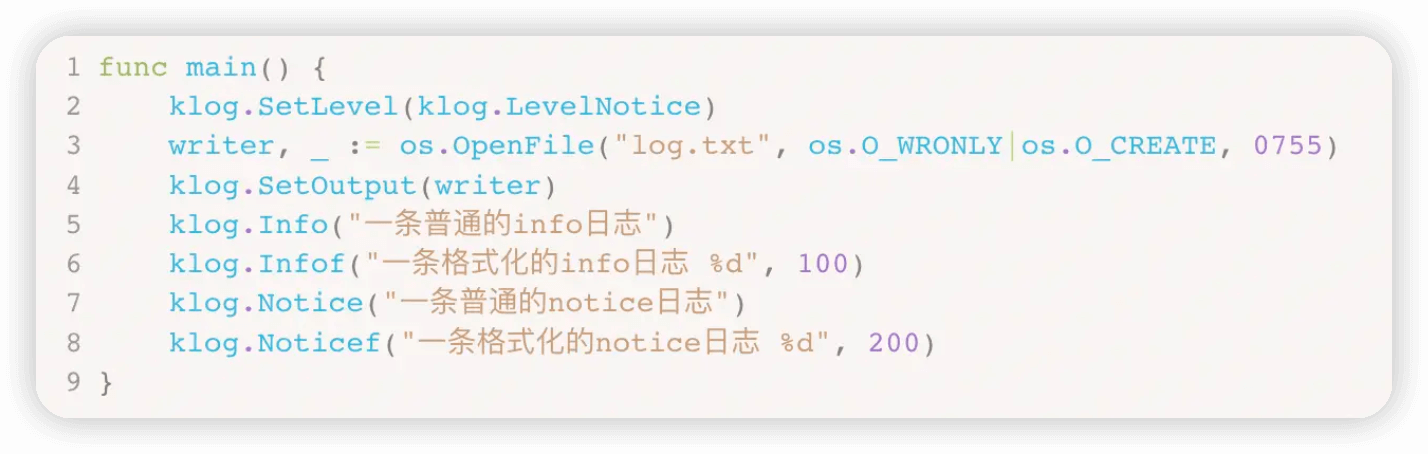 1 func main() {
2     klog.SetLevel(klog.LevelNotice)
3     writer, _ := os.OpenFile("log.txt", os.O_WRONLY|os.O_CREATE, 0755)
4     klog.SetOutput(writer)
5     klog.Info("一条普通的info日志")
6     klog.Infof("一条格式化的info日志 %d", 100)
7     klog.Notice("一条普通的notice日志")
8     klog.Noticef("一条格式化的notice日志 %d", 200)
9 }